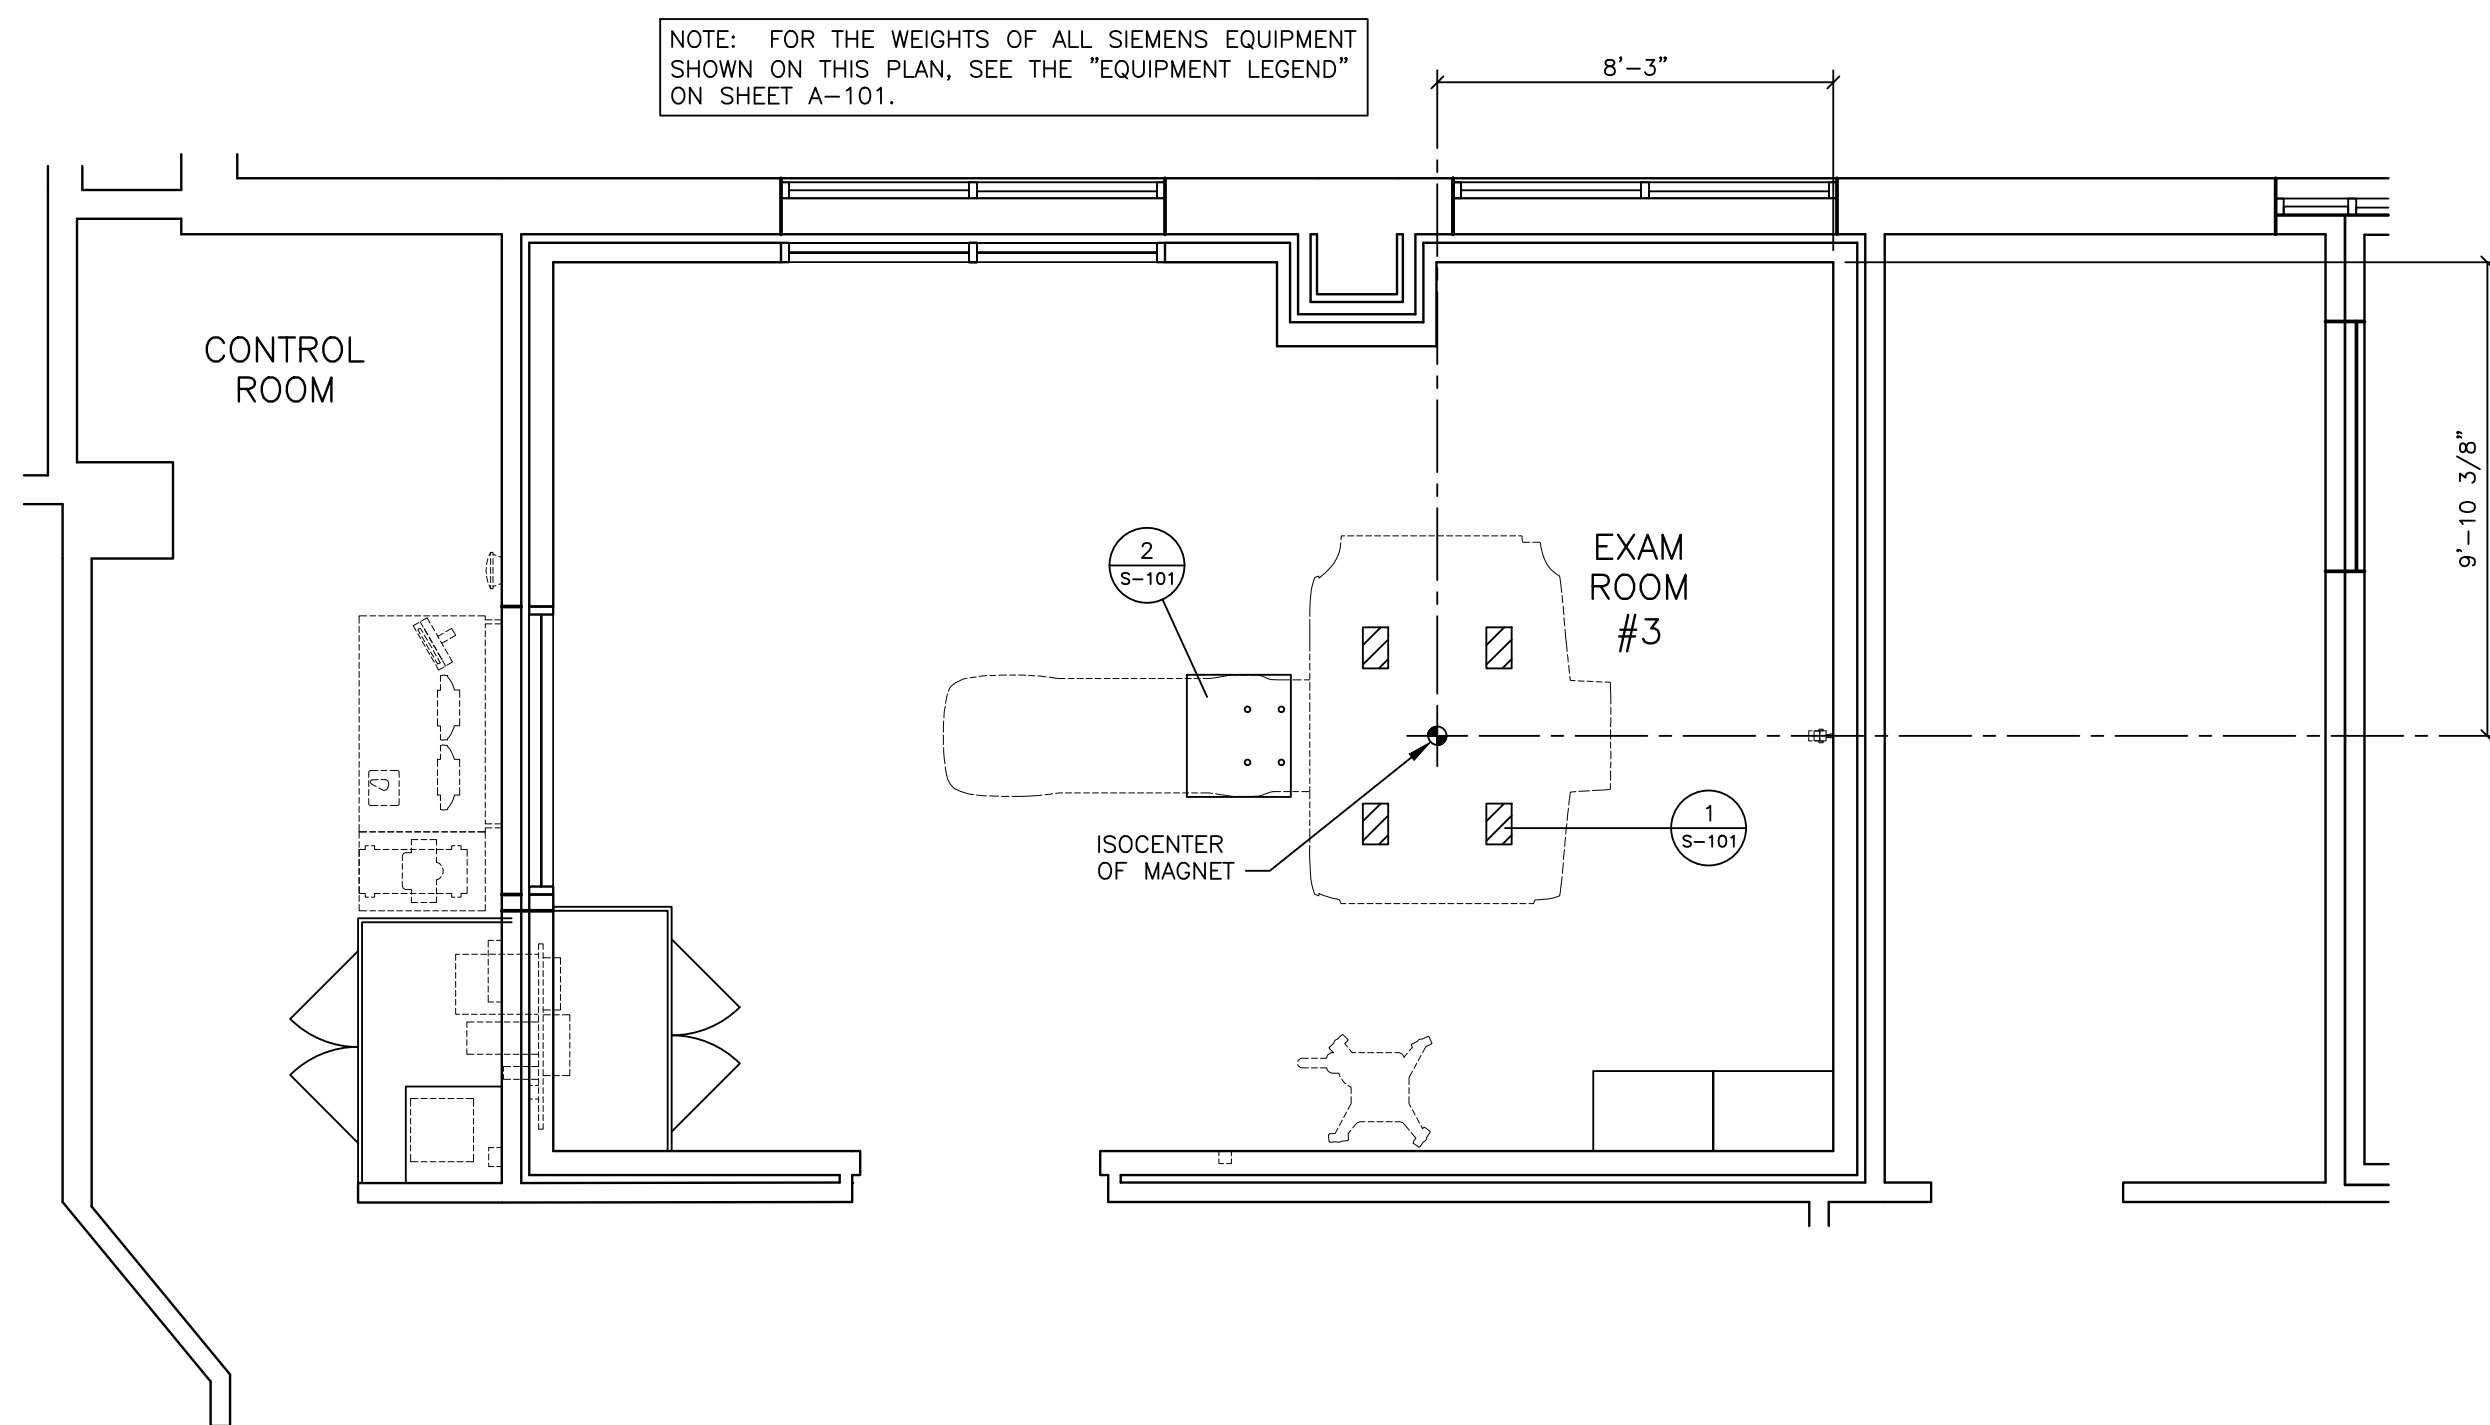 NOTE: FOR THE WEIGHTS OF ALL SIEMENS EQUIPMENT
SHOWN ON THIS PLAN, SEE THE "EQUIPMENT LEGEND"
ON SHEET A-101.
8'-3"
CONTROL
ROOM
9'-10 3/8"
2
S-101
EXAM
ROOM
#3
ISOCENTER
OF MAGNET
1
S-101